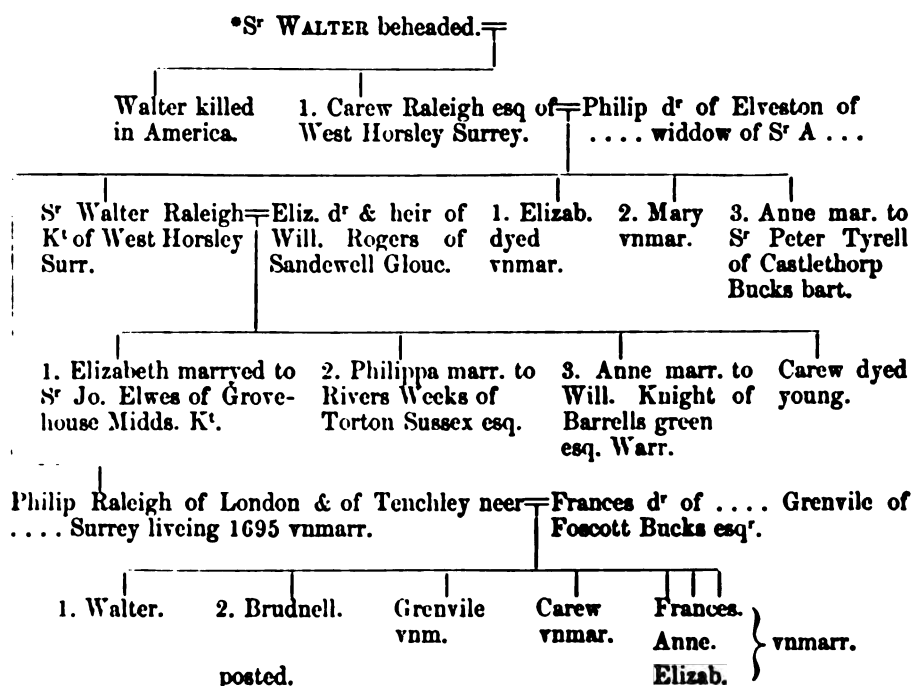 *Sʳ WALTER beheaded.
Walter killed
in America.
1. Carew Raleigh esq of
West Horsley Surrey.
Philip dʳ of Elveston of
.... widdow of Sʳ A ...
Sʳ Walter Raleigh
Kᵗ of West Horsley
Surr.
Eliz. dʳ & heir of
Will. Rogers of
Sandewell Glouc.
1. Elizab.
dyed
vnmar.
2. Mary
vnmar.
3. Anne mar. to
Sʳ Peter Tyrell
of Castlethorp
Bucks bart.
1. Elizabeth marryed to
Sʳ Jo. Elwes of Grove-
house Midds. Kᵗ.
2. Philippa marr. to
Rivers Weeks of
Torton Sussex esq.
3. Anne marr. to
Will. Knight of
Barrells green
esq. Warr.
Carew dyed
young.
Philip Raleigh of London & of Tenchley neer
.... Surrey liveing 1695 vnmarr.
Frances dʳ of .... Grenvile of
Foscott Bucks esqʳ.
1. Walter.
2. Brudnell.
posted.
Grenvile
vnm.
Carew
vnmar.
Frances.
Anne.
Elizab.
vnmarr.